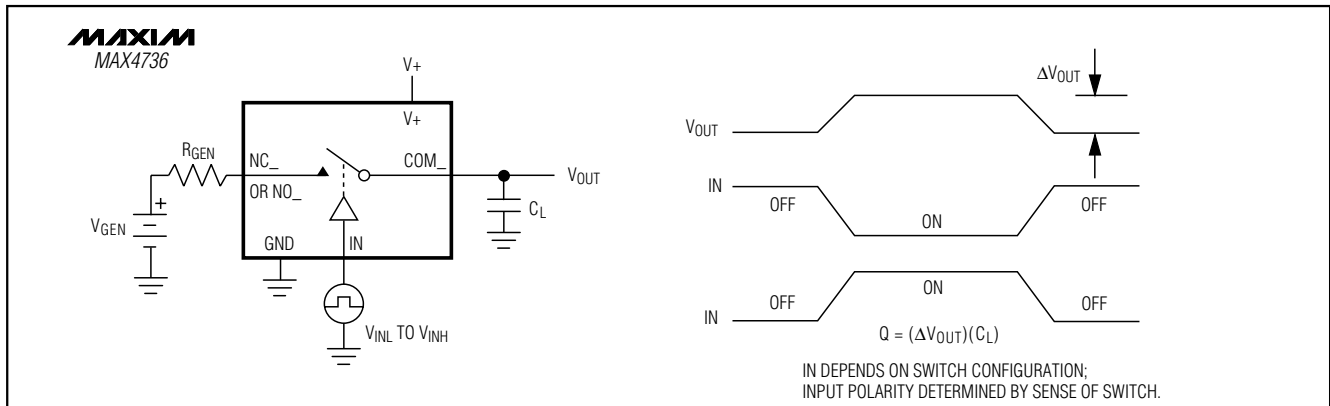 MAXIM
MAX4736
V+
V+
RGEN
NC_
OR NO_
COM_
VOUT
CL
VGEN
+
GND
IN
VINL TO VINH
ΔVOUT
VOUT
IN
OFF
ON
OFF
IN
OFF
ON
OFF
Q = (ΔVOUT)(CL)
IN DEPENDS ON SWITCH CONFIGURATION;
INPUT POLARITY DETERMINED BY SENSE OF SWITCH.